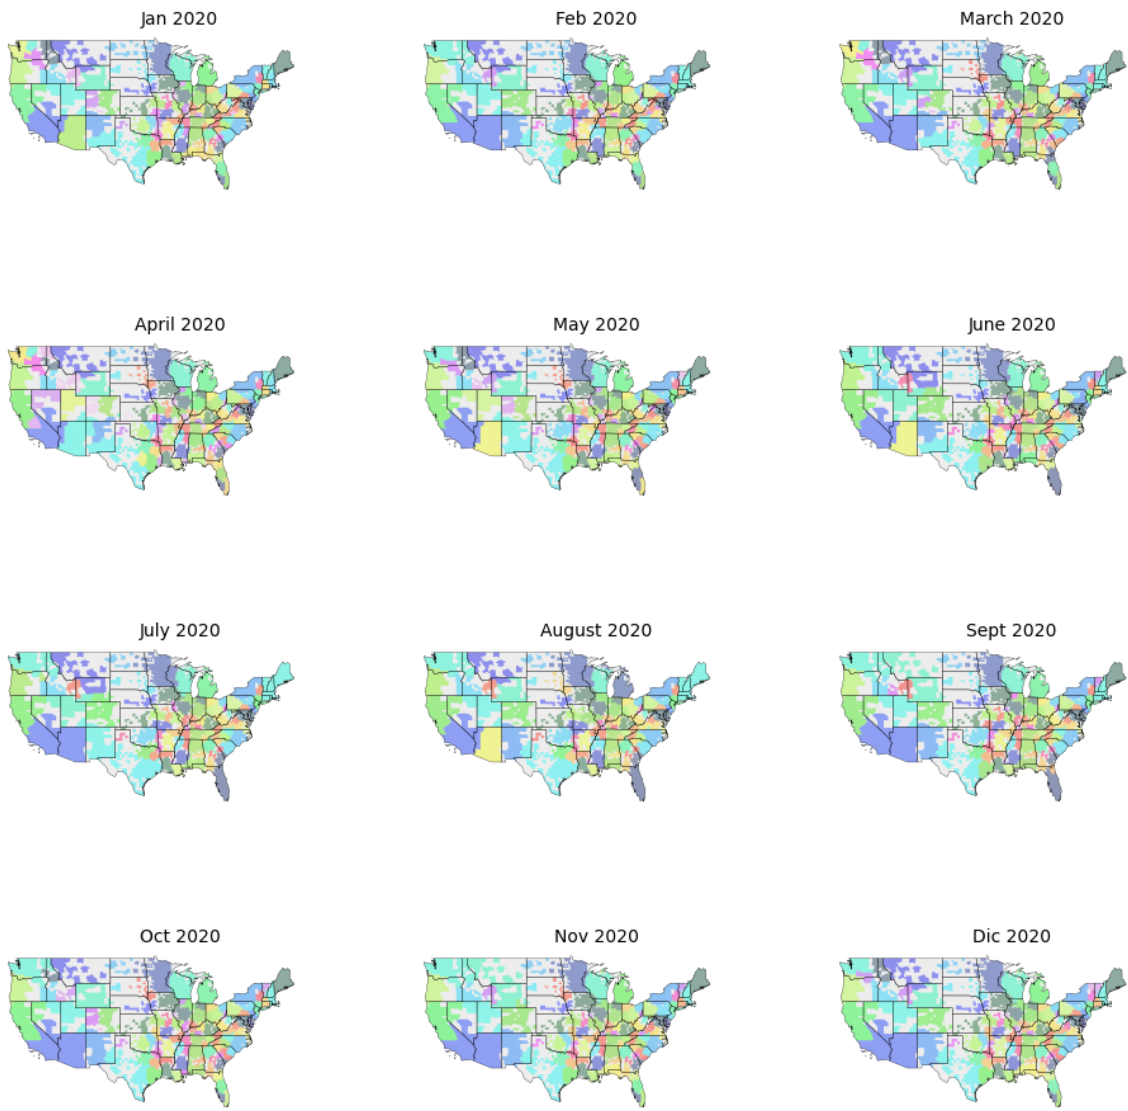 Jan 2020
Feb 2020
March 2020
April 2020
May 2020
June 2020
July 2020
August 2020
Sept 2020
Oct 2020
Nov 2020
Dic 2020